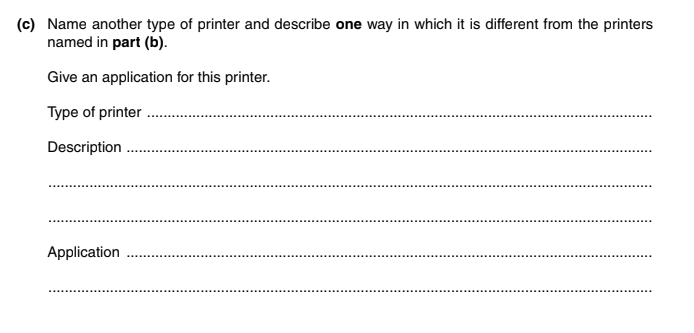 (c) Name another type of printer and describe one way in which it is different from the printers
named in part (b).
Give an application for this printer.
Type of printer ..............................................................................................................................
Description ...................................................................................................................................
....................................................................................................................................................
....................................................................................................................................................
Application ...................................................................................................................................
....................................................................................................................................................